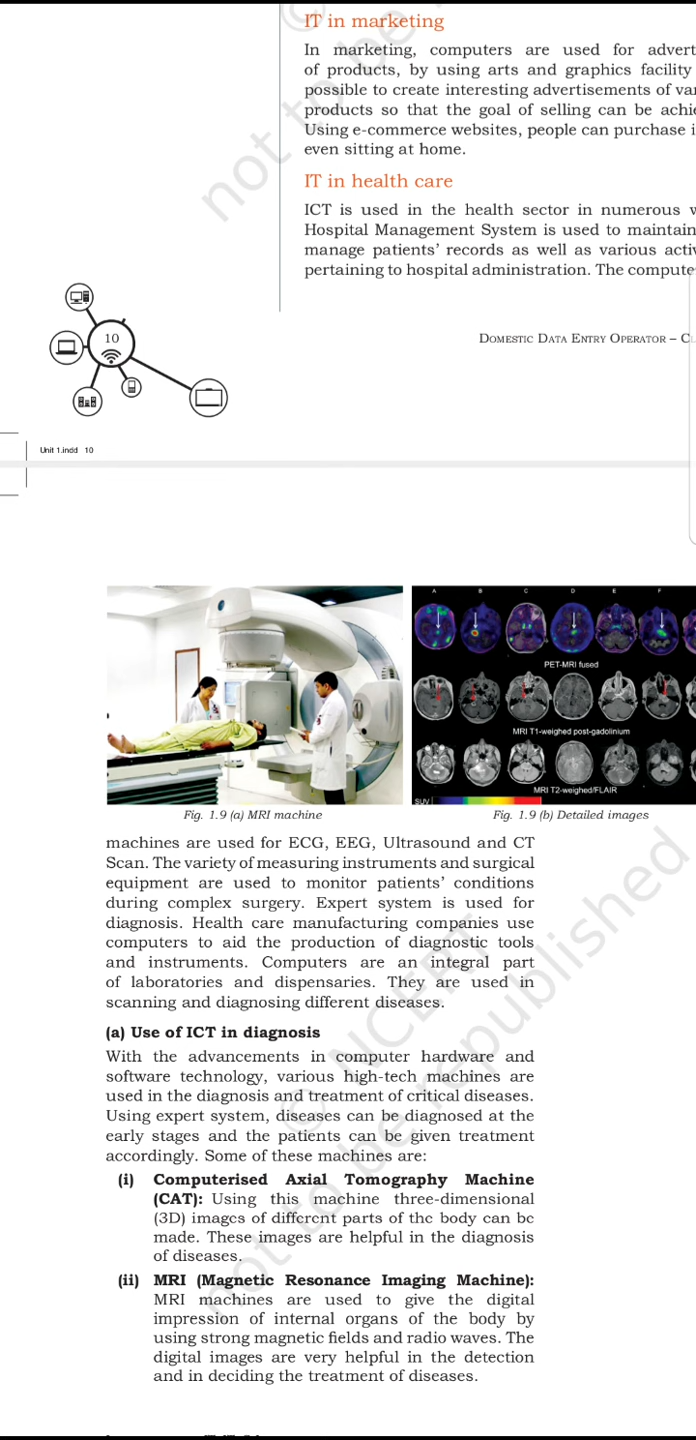 IT in marketing
In marketing, computers are used for advert
of products, by using arts and graphics facility
possible to create interesting advertisements of var
products so that the goal of selling can be achie
Using e-commerce websites, people can purchase i
even sitting at home.
IT in health care
ICT is used in the health sector in numerous w
Hospital Management System is used to maintain
manage patients' records as well as various activ
pertaining to hospital administration. The compute
10
Domestic Data Entry Operator – Cl
Unit 1.indd 10
A B C D E F
PET-MRI fused
MRI T1-weighed post-gadolinium
MRI T2-weighed/FLAIR
SUV
Fig. 1.9 (a) MRI machine
Fig. 1.9 (b) Detailed images
machines are used for ECG, EEG, Ultrasound and CT
Scan. The variety of measuring instruments and surgical
equipment are used to monitor patients' conditions
during complex surgery. Expert system is used for
diagnosis. Health care manufacturing companies use
computers to aid the production of diagnostic tools
and instruments. Computers are an integral part
of laboratories and dispensaries. They are used in
scanning and diagnosing different diseases.
(a) Use of ICT in diagnosis
With the advancements in computer hardware and
software technology, various high-tech machines are
used in the diagnosis and treatment of critical diseases.
Using expert system, diseases can be diagnosed at the
early stages and the patients can be given treatment
accordingly. Some of these machines are:
(i) Computerised Axial Tomography Machine
(CAT): Using this machine three-dimensional
(3D) images of different parts of the body can be
made. These images are helpful in the diagnosis
of diseases.
(ii) MRI (Magnetic Resonance Imaging Machine):
MRI machines are used to give the digital
impression of internal organs of the body by
using strong magnetic fields and radio waves. The
digital images are very helpful in the detection
and in deciding the treatment of diseases.
© NCERT
not to be republished